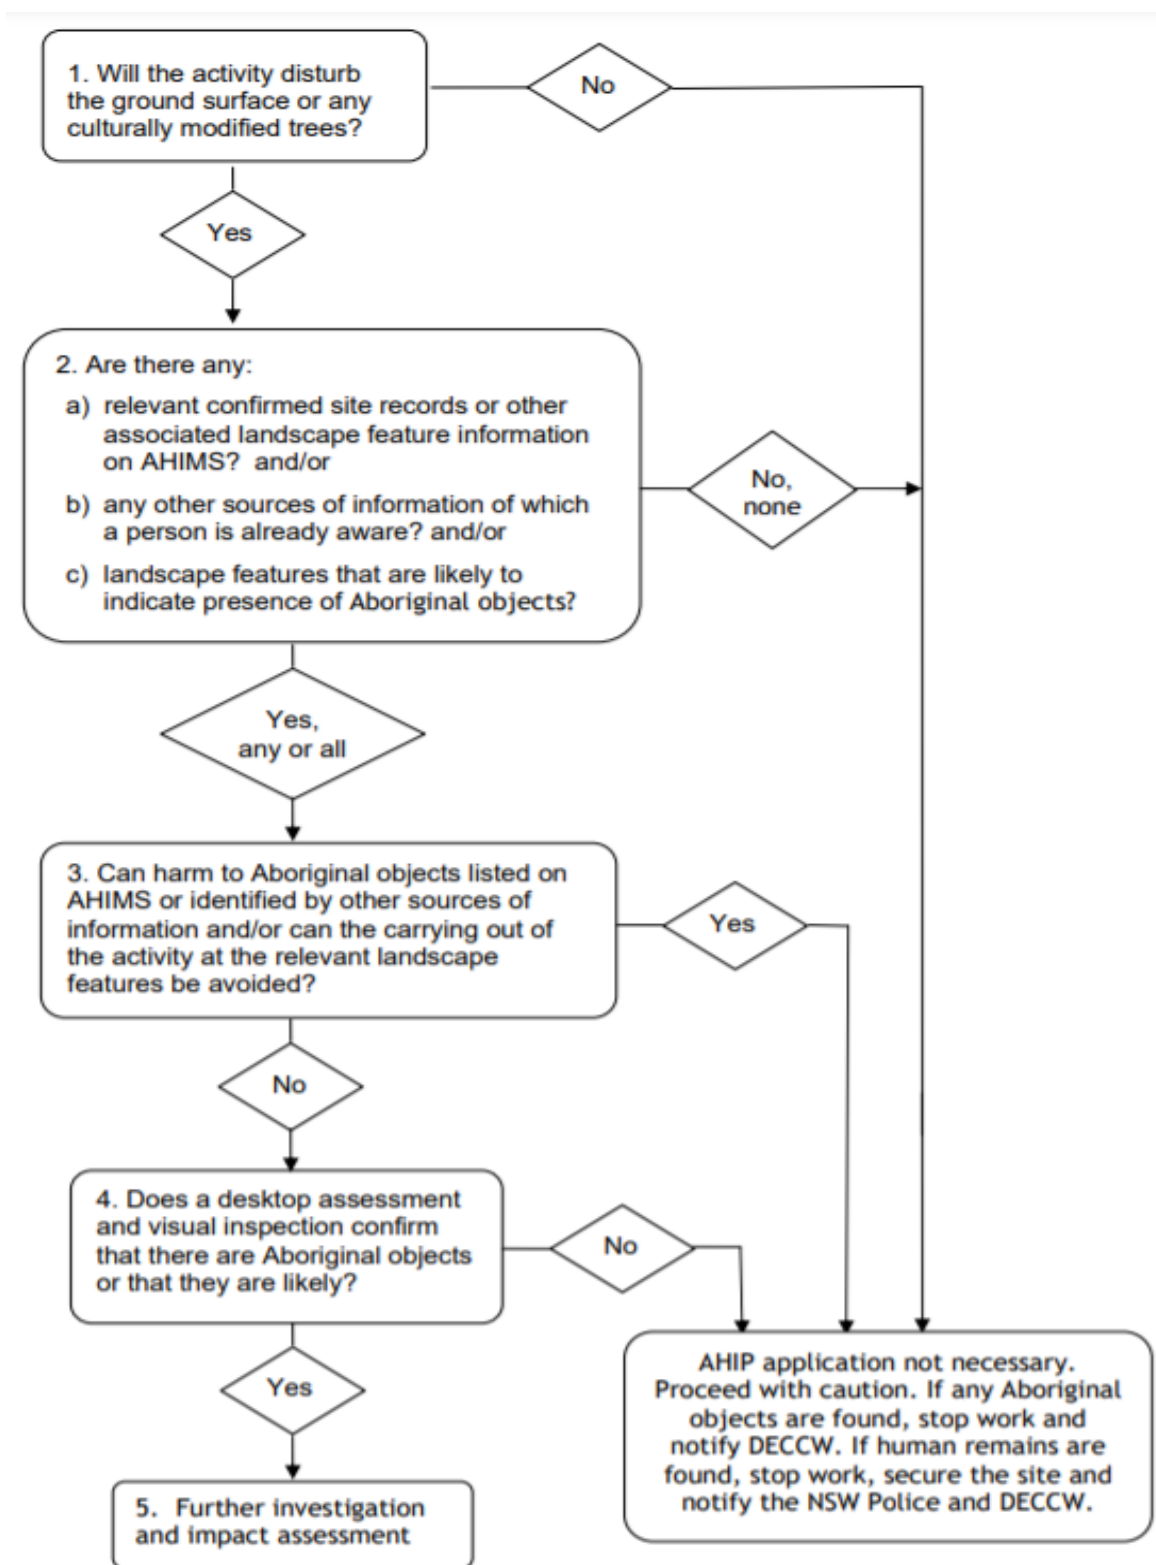 1. Will the activity disturb
the ground surface or any
culturally modified trees?
No
Yes
2. Are there any:
a) relevant confirmed site records or other
associated landscape feature information
on AHIMS? and/or
b) any other sources of information of which
a person is already aware? and/or
c) landscape features that are likely to
indicate presence of Aboriginal objects?
No,
none
Yes,
any or all
3. Can harm to Aboriginal objects listed on
AHIMS or identified by other sources of
information and/or can the carrying out of
the activity at the relevant landscape
features be avoided?
Yes
No
4. Does a desktop assessment
and visual inspection confirm
that there are Aboriginal objects
or that they are likely?
No
Yes
AHIP application not necessary.
Proceed with caution. If any Aboriginal
objects are found, stop work and
notify DECCW. If human remains are
found, stop work, secure the site and
notify the NSW Police and DECCW.
5. Further investigation
and impact assessment